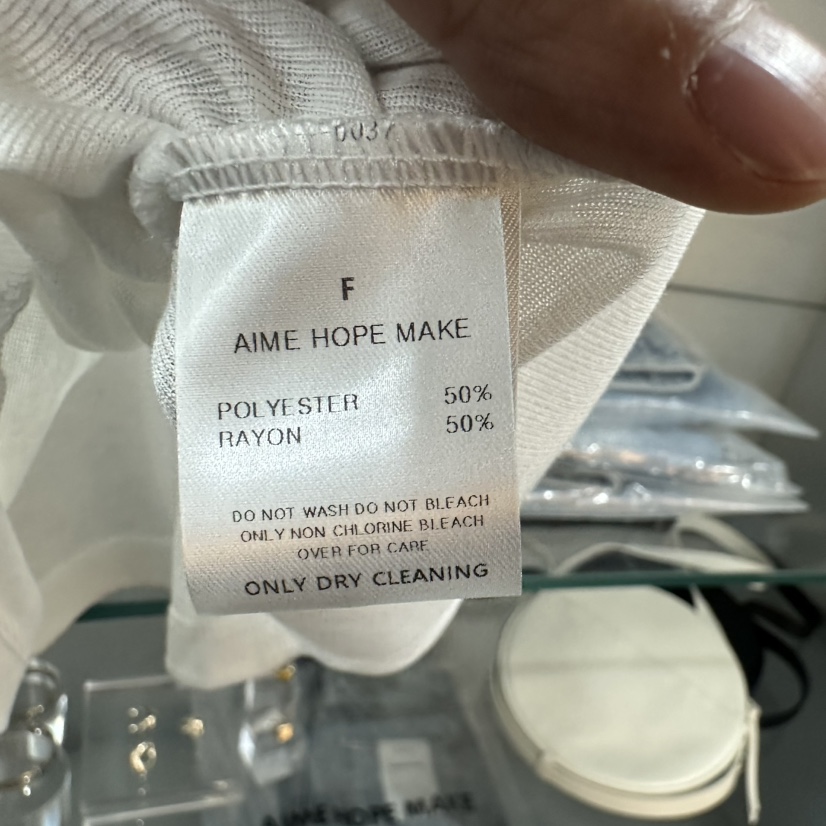 0037
F
AIME HOPE MAKE
POLYESTER 50%
RAYON 50%
DO NOT WASH DO NOT BLEACH
ONLY NON CHLORINE BLEACH
OVER FOR CARE
ONLY DRY CLEANING
AIME HOPE MAKE